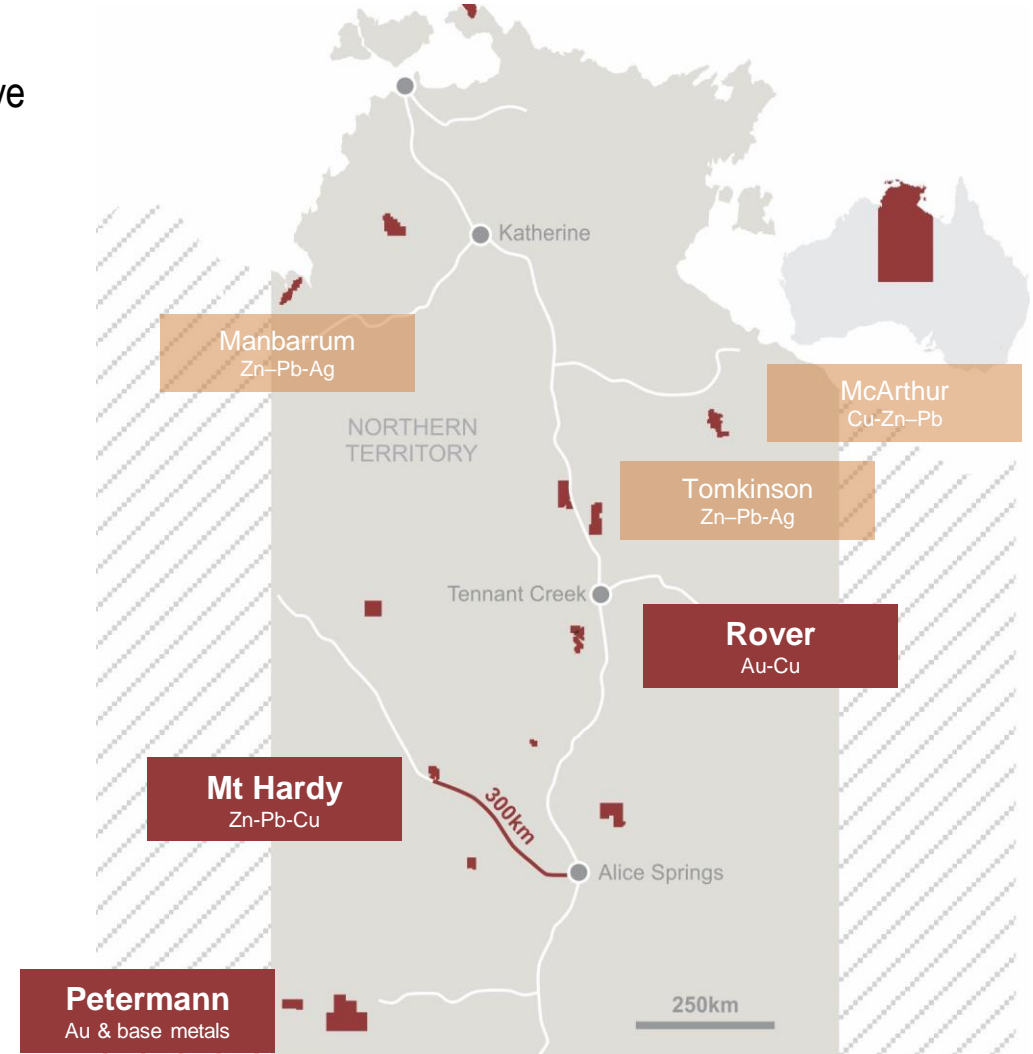 ve
Katherine
Manbarrum
Zn–Pb-Ag
McArthur
Cu-Zn–Pb
NORTHERN
TERRITORY
Tomkinson
Zn–Pb-Ag
Tennant Creek
Rover
Au-Cu
Mt Hardy
Zn-Pb-Cu
300km
Alice Springs
Petermann
Au & base metals
250km